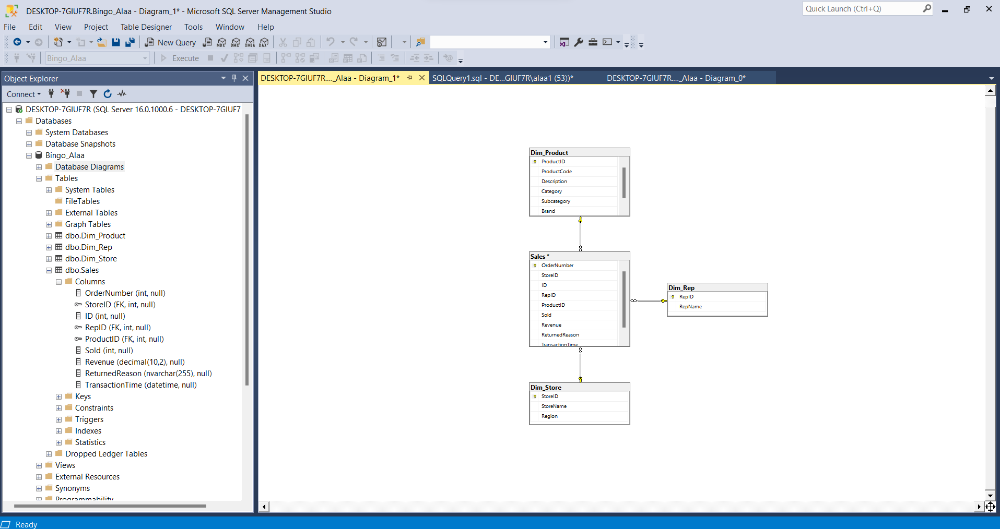 DESKTOP-7GIUF7R.Bingo_Alaa - Diagram_1* - Microsoft SQL Server Management Studio
Quick Launch (Ctrl+Q)
File Edit View Project Table Designer Tools Window Help
New Query MDX DMX XMLA DAX
Bingo_Alaa Execute
Object Explorer
DESKTOP-7GIUF7R...._Alaa - Diagram_1* SQLQuery1.sql - DE...GIUF7R\alaa1 (53))* DESKTOP-7GIUF7R...._Alaa - Diagram_0*
Connect
DESKTOP-7GIUF7R (SQL Server 16.0.1000.6 - DESKTOP-7GIUF7
Databases
System Databases
Database Snapshots
Bingo_Alaa
Database Diagrams
Tables
System Tables
FileTables
External Tables
Graph Tables
dbo.Dim_Product
dbo.Dim_Rep
dbo.Dim_Store
dbo.Sales
Columns
OrderNumber (int, null)
StoreID (FK, int, null)
ID (int, null)
RepID (FK, int, null)
ProductID (FK, int, null)
Sold (int, null)
Revenue (decimal(10,2), null)
ReturnedReason (nvarchar(255), null)
TransactionTime (datetime, null)
Keys
Constraints
Triggers
Indexes
Statistics
Dropped Ledger Tables
Views
External Resources
Synonyms
Programmability
Dim_Product
ProductID
ProductCode
Description
Category
Subcategory
Brand
Sales *
OrderNumber
StoreID
ID
RepID
ProductID
Sold
Revenue
ReturnedReason
TransactionTime
Dim_Rep
RepID
RepName
Dim_Store
StoreID
StoreName
Region
Ready